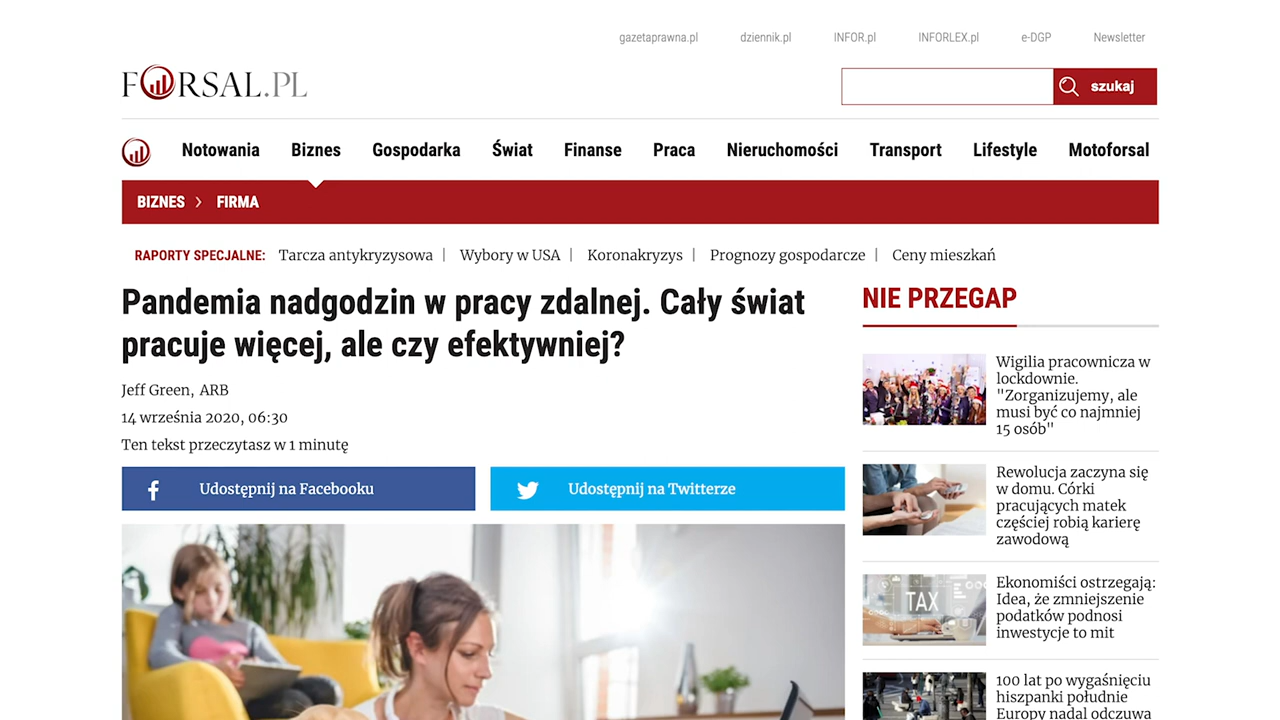 gazetaprawna.pl dziennik.pl INFOR.pl INFORLEX.pl e-DGP Newsletter
FORSAL.PL
szukaj
Notowania Biznes Gospodarka Świat Finanse Praca Nieruchomości Transport Lifestyle Motoforsal
BIZNES > FIRMA
RAPORTY SPECJALNE: Tarcza antykryzysowa | Wybory w USA | Koronakryzys | Prognozy gospodarcze | Ceny mieszkań
Pandemia nadgodzin w pracy zdalnej. Cały świat
pracuje więcej, ale czy efektywniej?
Jeff Green, ARB
14 września 2020, 06:30
Ten tekst przeczytasz w 1 minutę
Udostępnij na Facebooku
Udostępnij na Twitterze
NIE PRZEGAP
Wigilia pracownicza w
lockdownie.
"Zorganizujemy, ale
musi być co najmniej
15 osób"
Rewolucja zaczyna się
w domu. Córki
pracujących matek
częściej robią karierę
zawodową
TAX
Ekonomiści ostrzegają:
Idea, że zmniejszenie
podatków podnosi
inwestycje to mit
100 lat po wygaśnięciu
hiszpanki południe
Europy nadal odczuwa